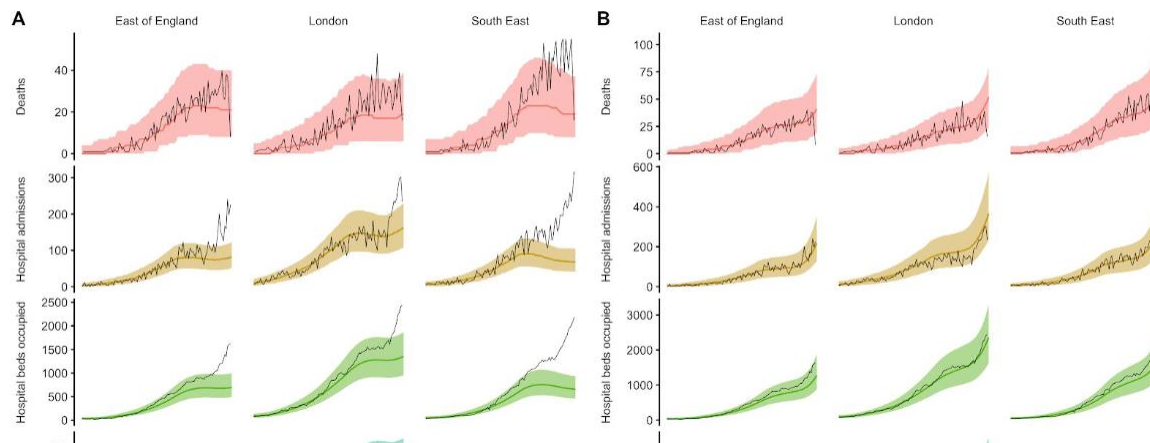 A
East of England London South East
Deaths
40
20
0
Hospital admissions
300
200
100
0
Hospital beds occupied
2500
2000
1500
1000
500
0
B
East of England London South East
Deaths
100
75
50
25
0
Hospital admissions
600
400
200
0
Hospital beds occupied
3000
2000
1000
0